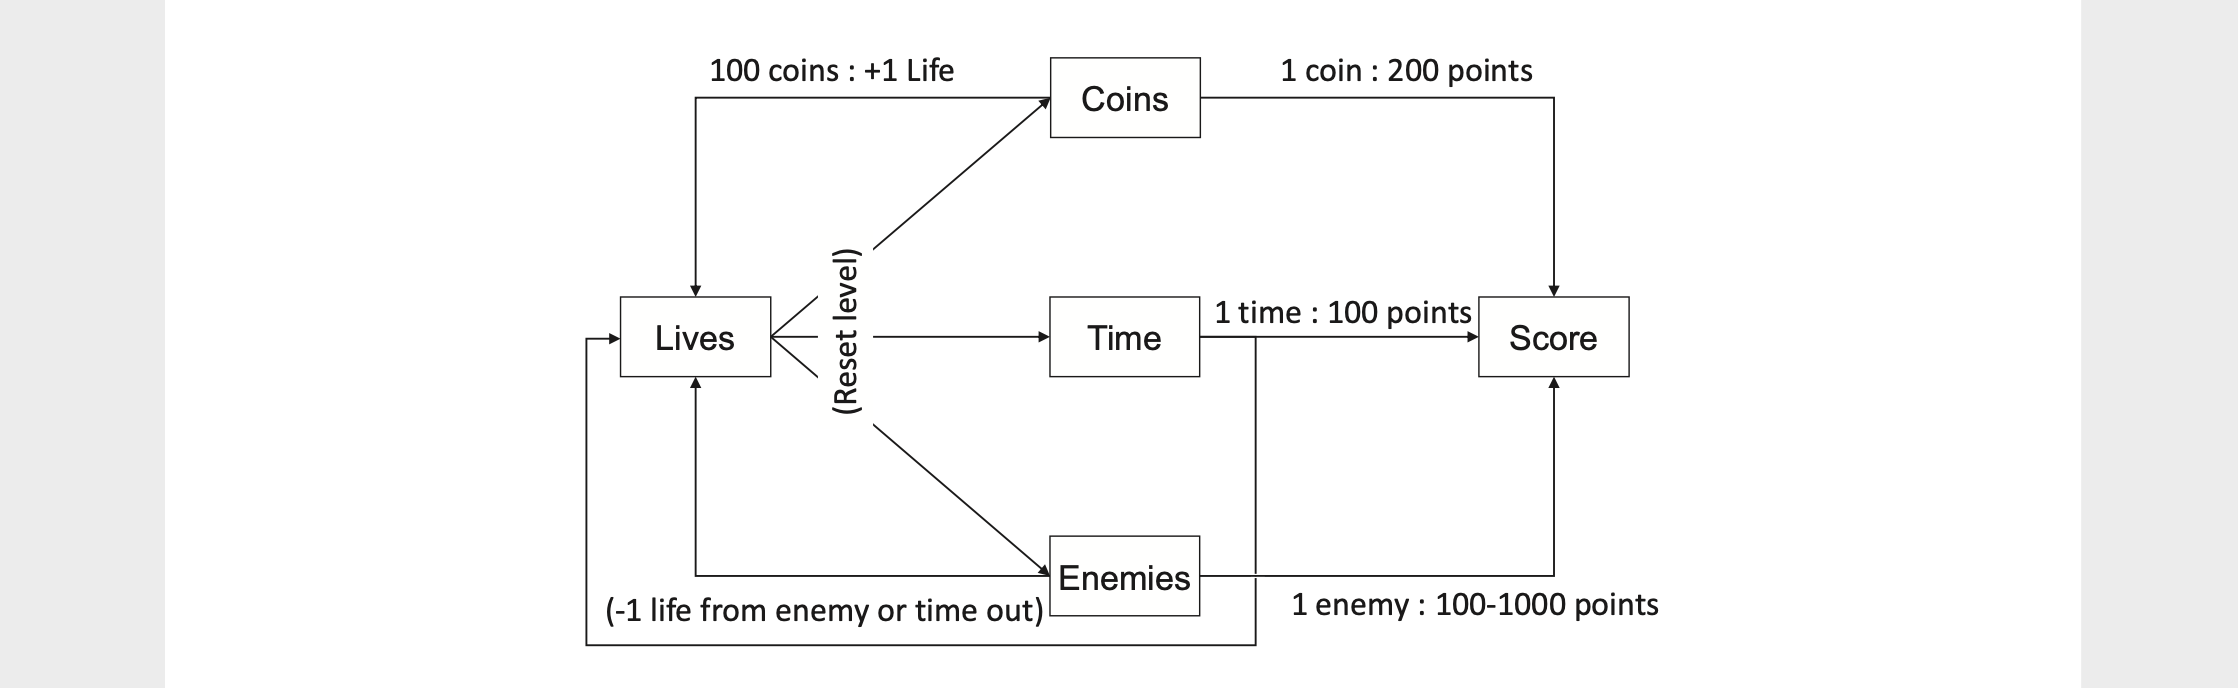 100 coins : +1 Life
Coins
1 coin : 200 points
(Reset level)
Lives
Time
1 time : 100 points
Score
Enemies
(-1 life from enemy or time out)
1 enemy : 100-1000 points